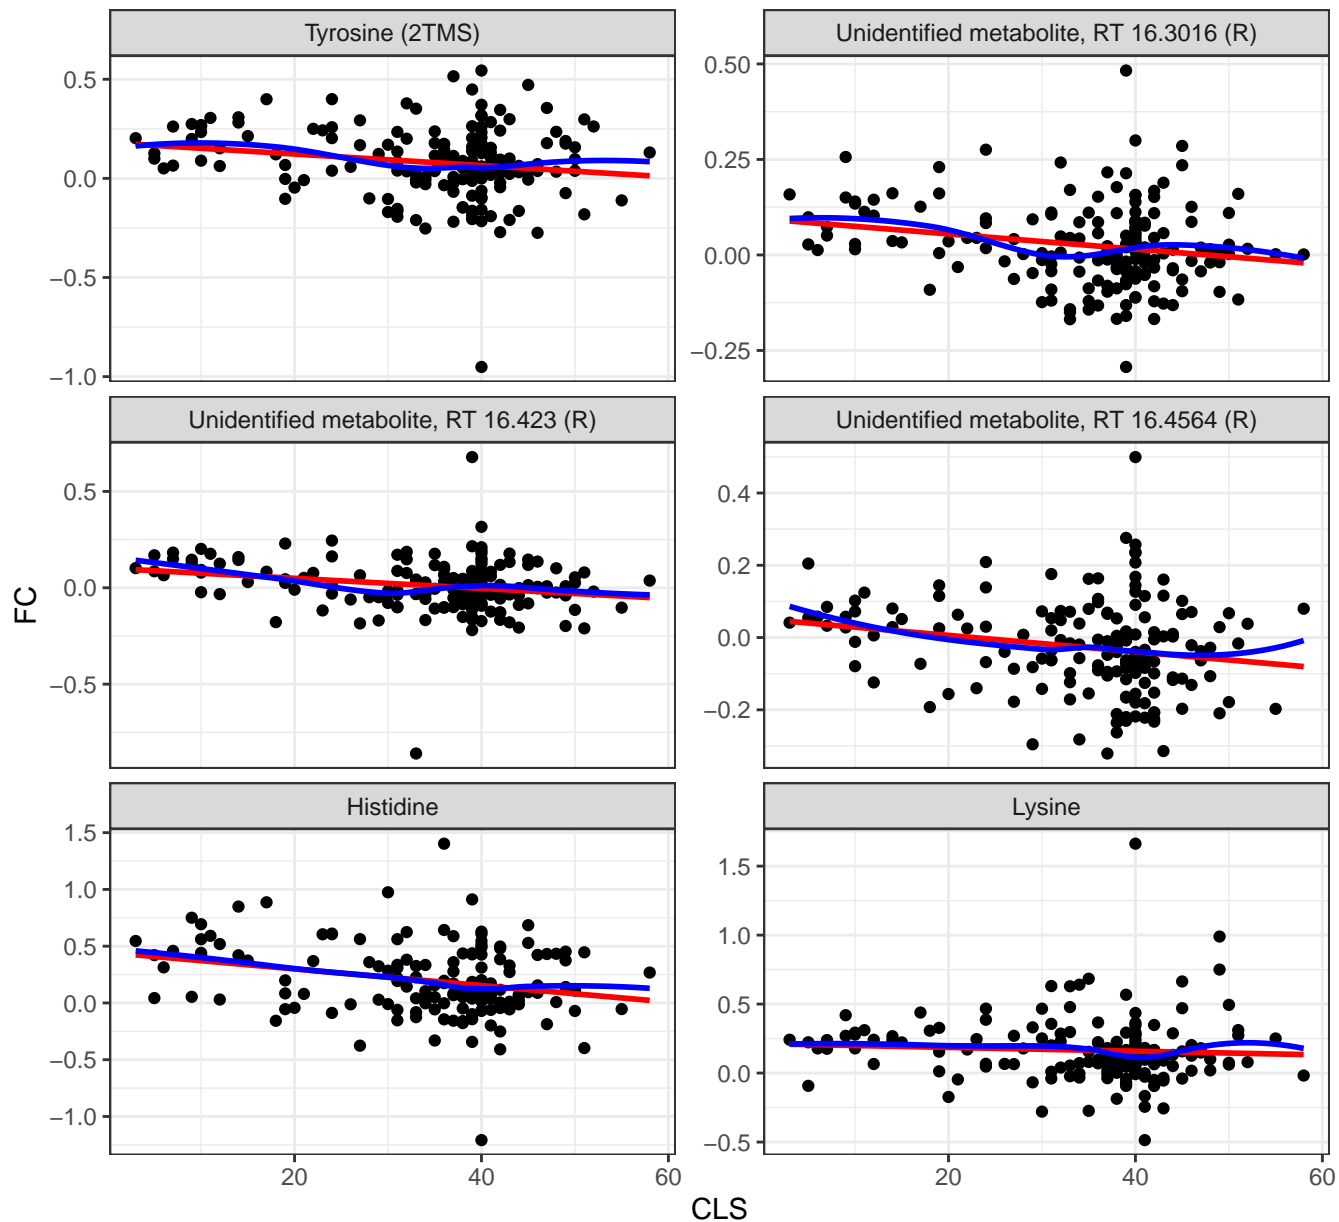 Tyrosine (2TMS)
Unidentified metabolite, RT 16.3016 (R)
0.5
0.0
−0.5
−1.0
0.50
0.25
0.00
−0.25
Unidentified metabolite, RT 16.423 (R)
Unidentified metabolite, RT 16.4564 (R)
0.5
0.0
−0.5
0.4
0.2
0.0
−0.2
FC
Histidine
Lysine
1.5
1.0
0.5
0.0
−0.5
−1.0
1.5
1.0
0.5
0.0
−0.5
20 40 60
20 40 60
CLS